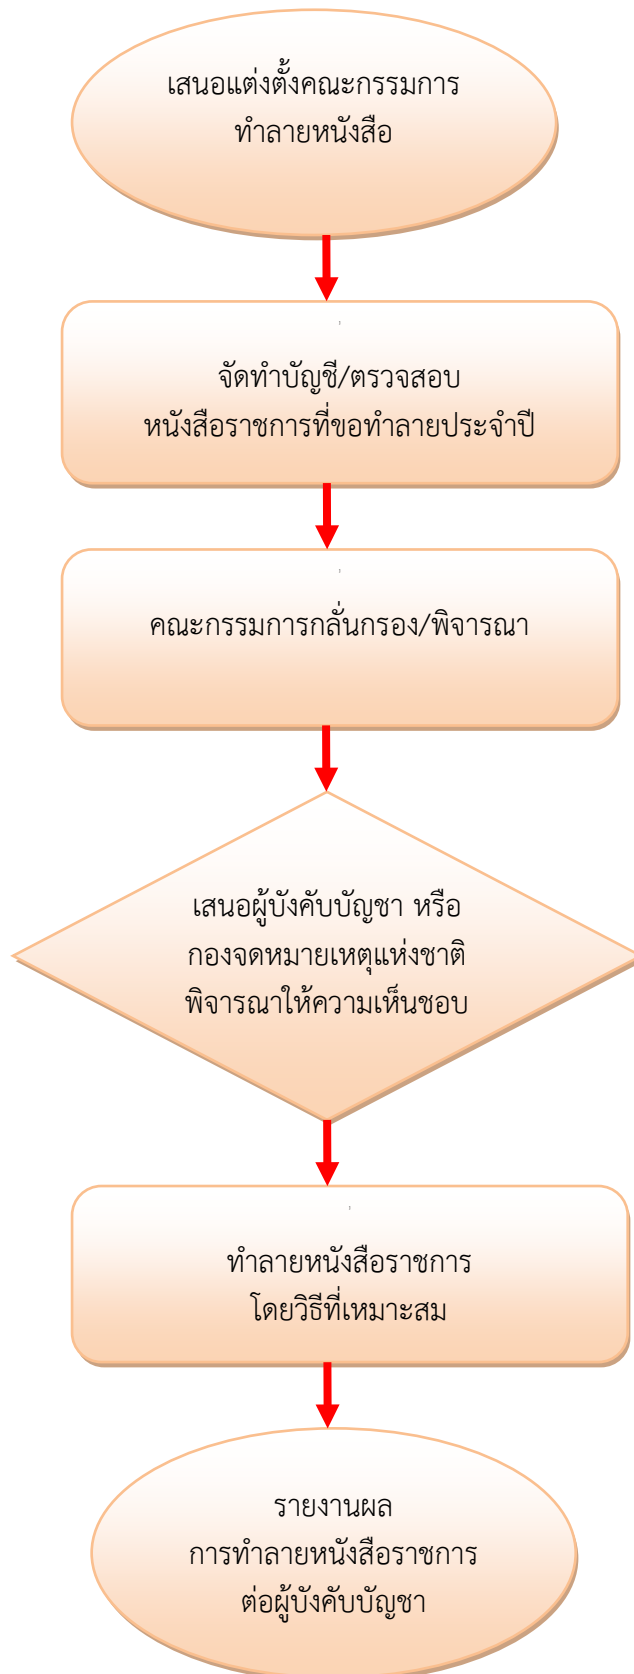 เสนอแต่งตั้งคณะกรรมการ
ทำลายหนังสือ
จัดทำบัญชี/ตรวจสอบ
หนังสือราชการที่ขอทำลายประจำปี
คณะกรรมการกลั่นกรอง/พิจารณา
เสนอผู้บังคับบัญชา หรือ
กองจดหมายเหตุแห่งชาติ
พิจารณาให้ความเห็นชอบ
ทำลายหนังสือราชการ
โดยวิธีที่เหมาะสม
รายงานผล
การทำลายหนังสือราชการ
ต่อผู้บังคับบัญชา